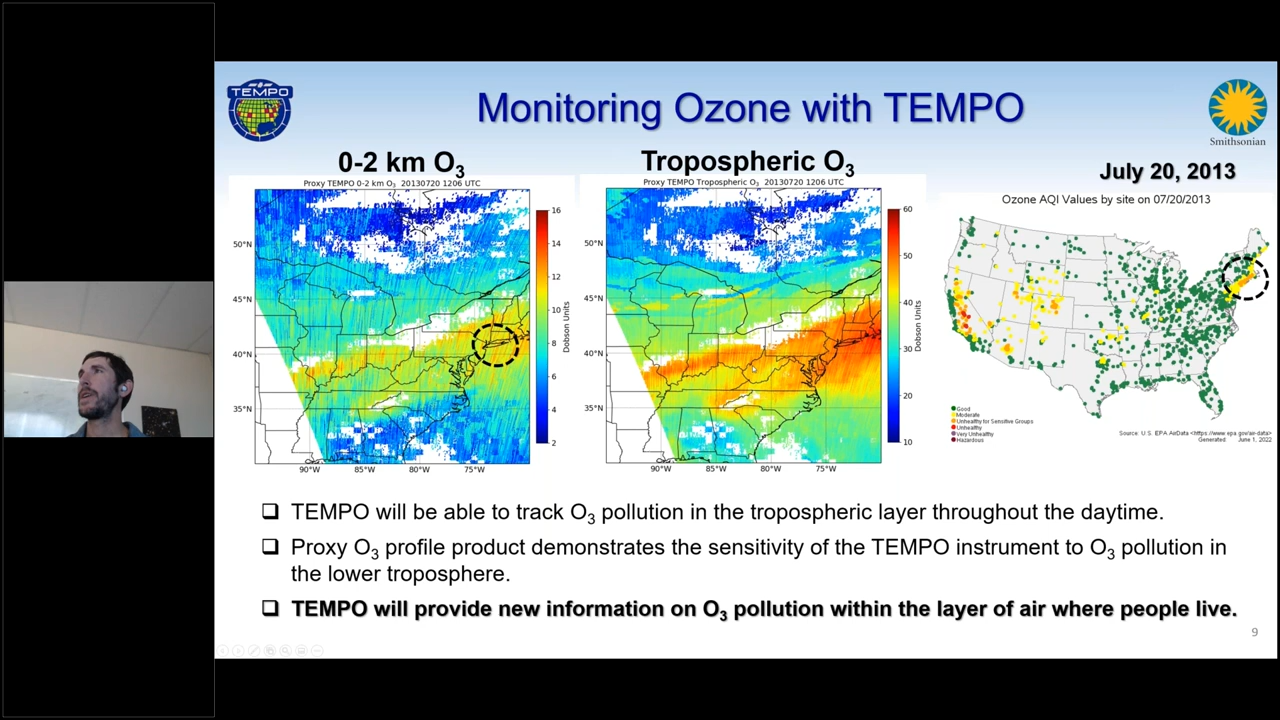 TEMPO
Monitoring Ozone with TEMPO
Smithsonian
0-2 km O₃
Tropospheric O₃
July 20, 2013
Proxy TEMPO 0-2 km O₃ 20130720 1206 UTC
50°N
45°N
40°N
35°N
90°W 85°W 80°W 75°W
16
14
12
10
8
6
4
2
Dobson Units
Proxy TEMPO Tropospheric O₃ 20130720 1206 UTC
50°N
45°N
40°N
35°N
90°W 85°W 80°W 75°W
60
50
40
30
20
10
Dobson Units
Ozone AQI Values by site on 07/20/2013
Good
Moderate
Unhealthy for Sensitive Groups
Unhealthy
Very Unhealthy
Hazardous
Source: U.S. EPA AirData <https://www.epa.gov/air-data>
Generated June 1, 2022
TEMPO will be able to track O₃ pollution in the tropospheric layer throughout the daytime.
Proxy O₃ profile product demonstrates the sensitivity of the TEMPO instrument to O₃ pollution in
the lower troposphere.
TEMPO will provide new information on O₃ pollution within the layer of air where people live.
9